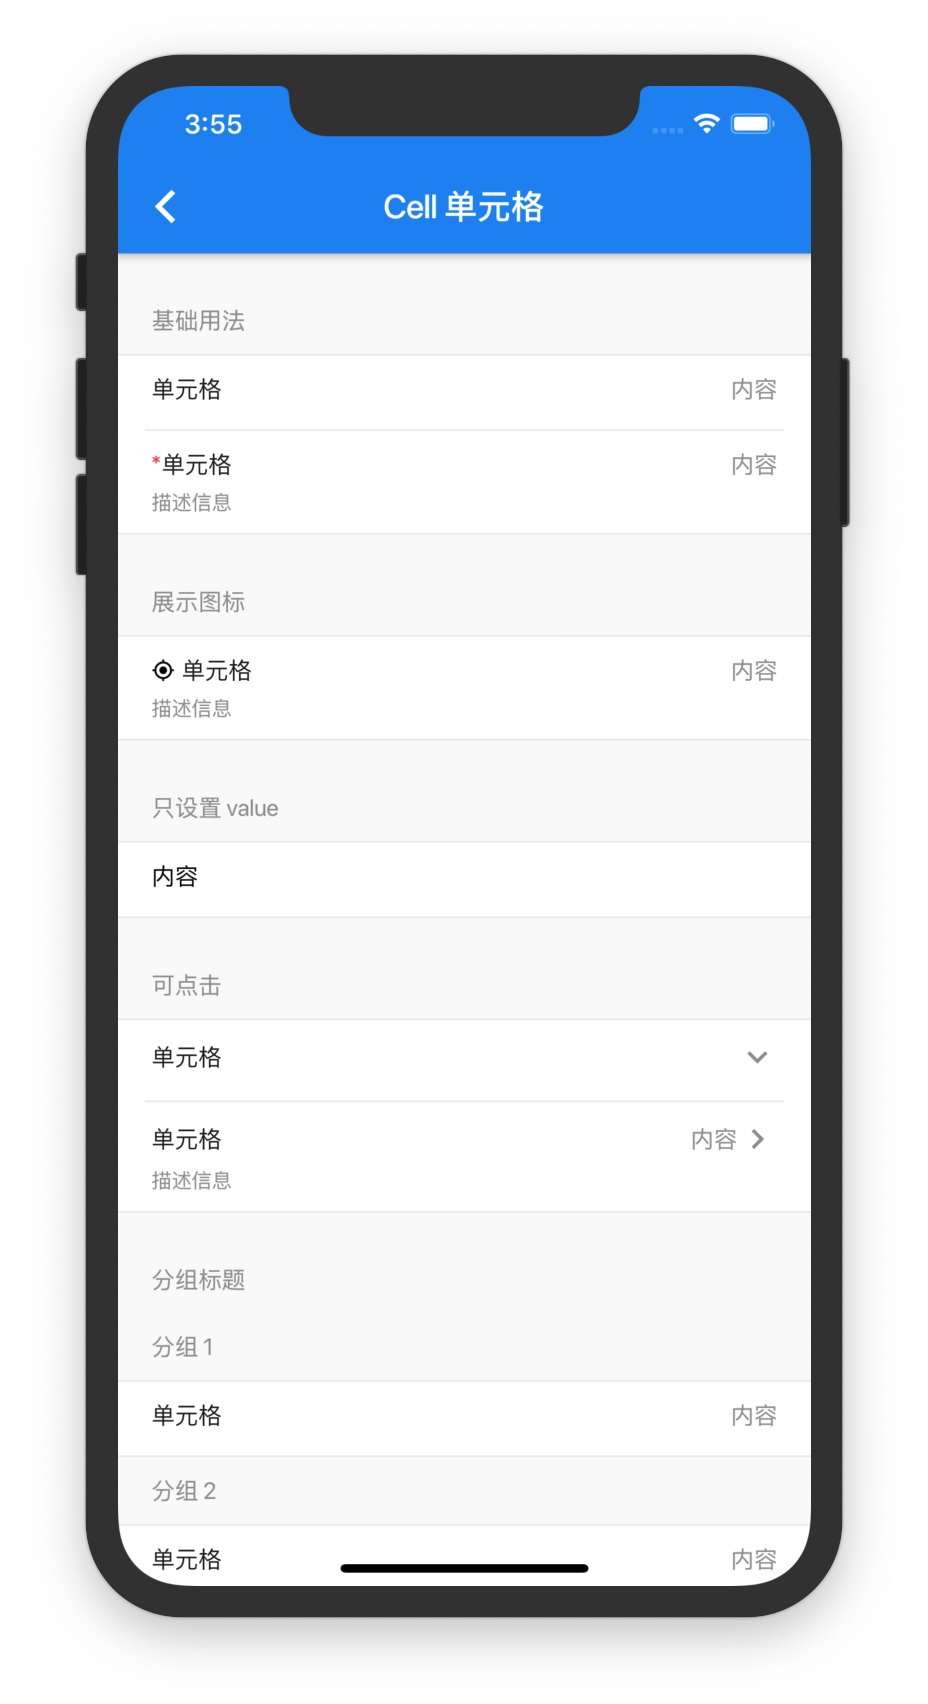 3:55
Cell 单元格
基础用法
单元格 内容
*单元格 内容
描述信息
展示图标
单元格 内容
描述信息
只设置 value
内容
可点击
单元格
单元格 内容
描述信息
分组标题
分组 1
单元格 内容
分组 2
单元格 内容